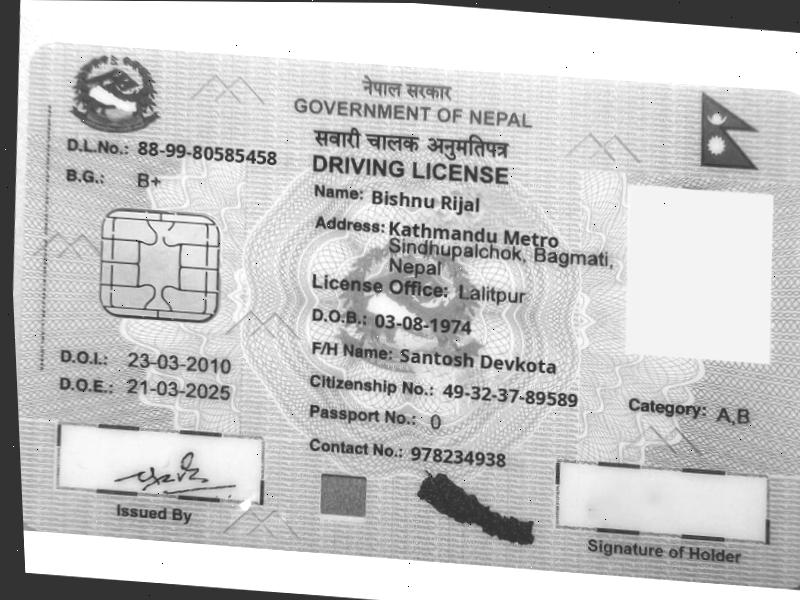 नेपाल सरकार
GOVERNMENT OF NEPAL
सवारी चालक अनुमतिपत्र
DRIVING LICENSE
D.L.No.: 88-99-80585458
B.G.: B+
Name: Bishnu Rijal
Address: Kathmandu Metro
Sindhupalchok, Bagmati,
Nepal
License Office: Lalitpur
D.O.B.: 03-08-1974
F/H Name: Santosh Devkota
D.O.I.: 23-03-2010
D.O.E.: 21-03-2025
Citizenship No.: 49-32-37-89589
Passport No.: 0
Contact No.: 978234938
Category: A,B
Issued By
Signature of Holder